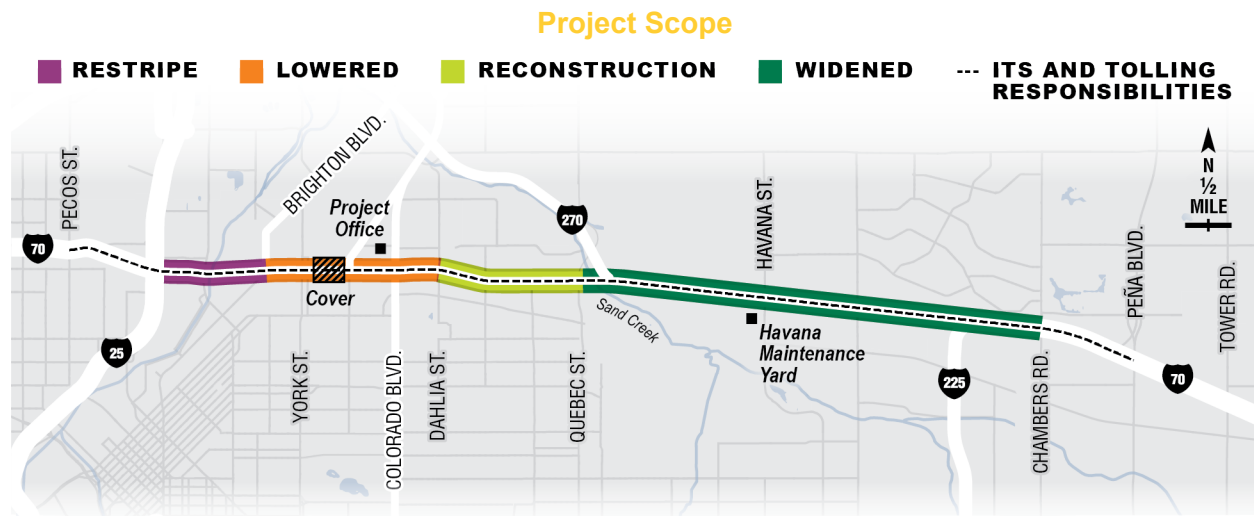 Project Scope
RESTRIPE
LOWERED
RECONSTRUCTION
WIDENED
ITS AND TOLLING
RESPONSIBILITIES
PECOS ST.
BRIGHTON BLVD.
Project
Office
270
HAVANA ST.
N
½
MILE
70
Cover
Sand Creek
PEÑA BLVD.
TOWER RD.
25
YORK ST.
COLORADO BLVD.
DAHLIA ST.
QUEBEC ST.
Havana
Maintenance
Yard
225
CHAMBERS RD.
70